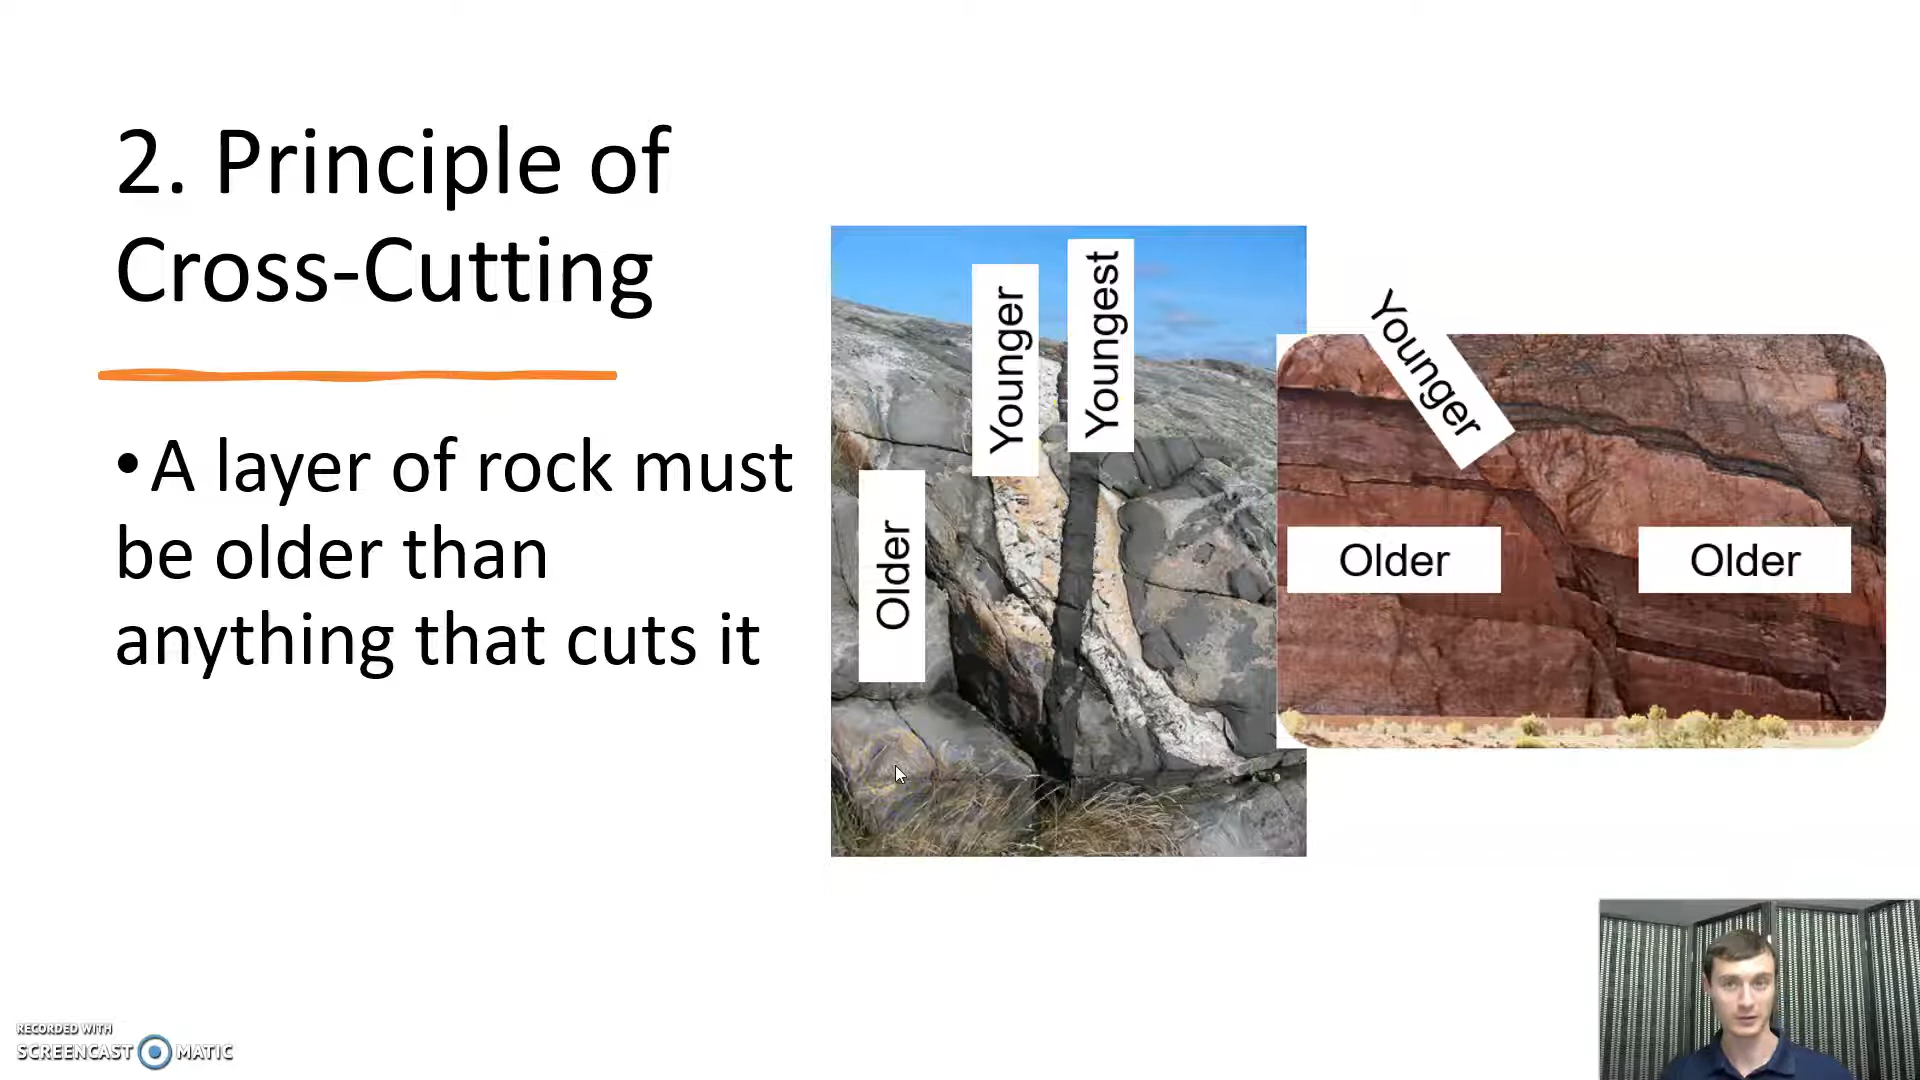 2. Principle of
Cross-Cutting
•A layer of rock must
be older than
anything that cuts it
Older
Younger
Youngest
Younger
Older
Older
RECORDED WITH
SCREENCAST MATIC